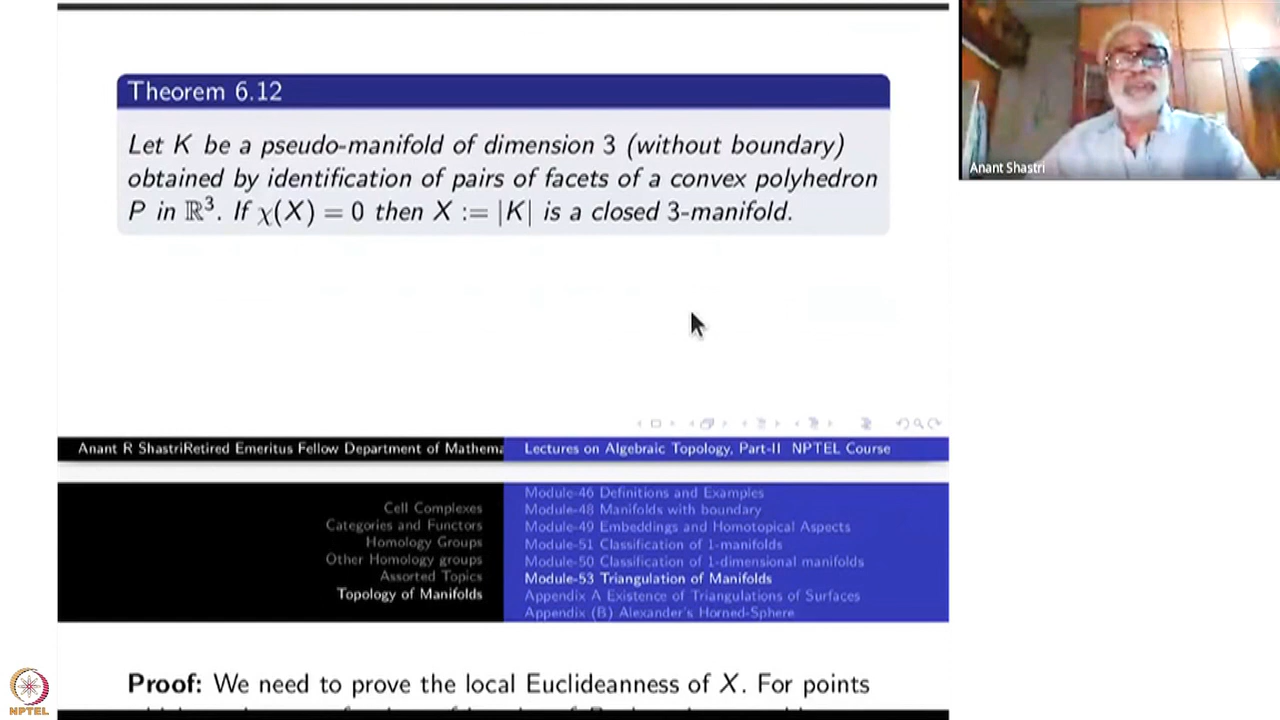 Theorem 6.12
Let K be a pseudo-manifold of dimension 3 (without boundary)
obtained by identification of pairs of facets of a convex polyhedron
P in ℝ³. If χ(X) = 0 then X := |K| is a closed 3-manifold.
Anant Shastri
Anant R ShastriRetired Emeritus Fellow Department of Mathema
Lectures on Algebraic Topology, Part-II NPTEL Course
Cell Complexes
Categories and Functors
Homology Groups
Other Homology groups
Assorted Topics
Topology of Manifolds
Module-46 Definitions and Examples
Module-48 Manifolds with boundary
Module-49 Embeddings and Homotopical Aspects
Module-51 Classification of 1-manifolds
Module-50 Classification of 1-dimensional manifolds
Module-53 Triangulation of Manifolds
Appendix A Existence of Triangulations of Surfaces
Appendix (B) Alexander's Horned-Sphere
Proof: We need to prove the local Euclideanness of X. For points
NPTEL